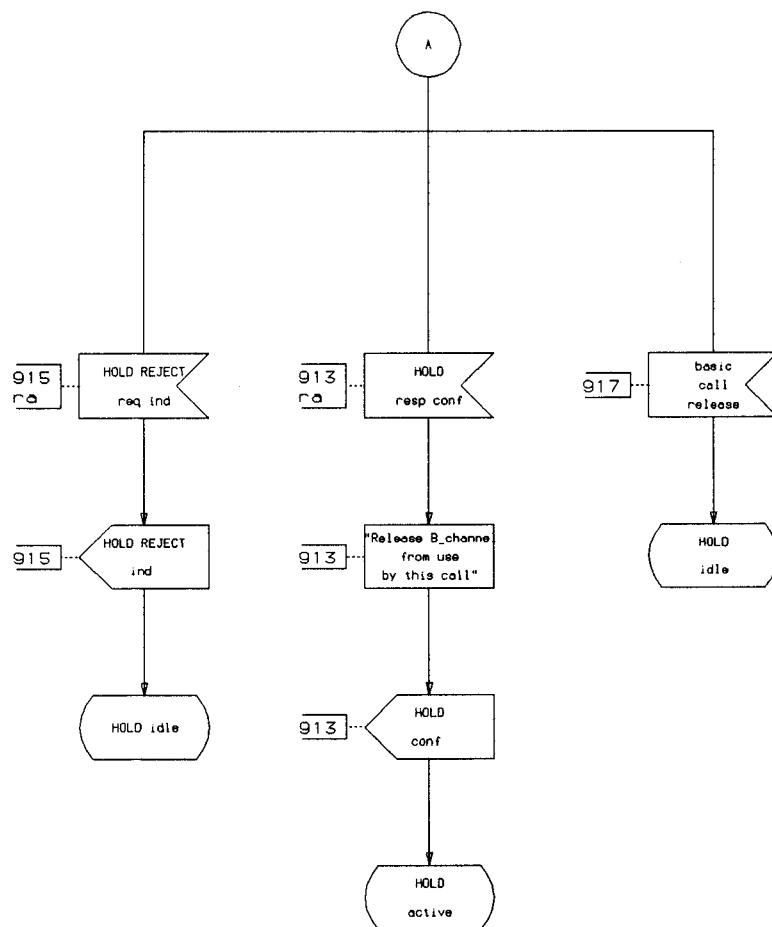 A
915
ra
HOLD REJECT
req ind
913
ra
HOLD
resp conf
917
basic
call
release
915
HOLD REJECT
ind
913
"Release B_channe
from use
by this call"
HOLD
idle
HOLD idle
913
HOLD
conf
HOLD
active